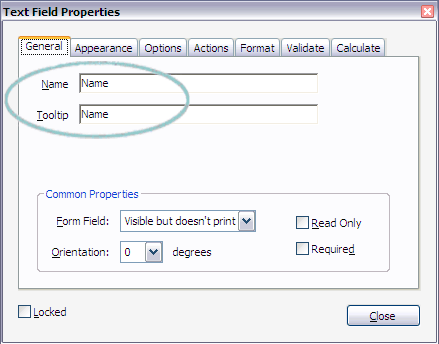 Text Field Properties
General Appearance Options Actions Format Validate Calculate
Name Name
Tooltip Name
Common Properties
Form Field: Visible but doesn't print Read Only
Orientation: 0 degrees Required
Locked Close